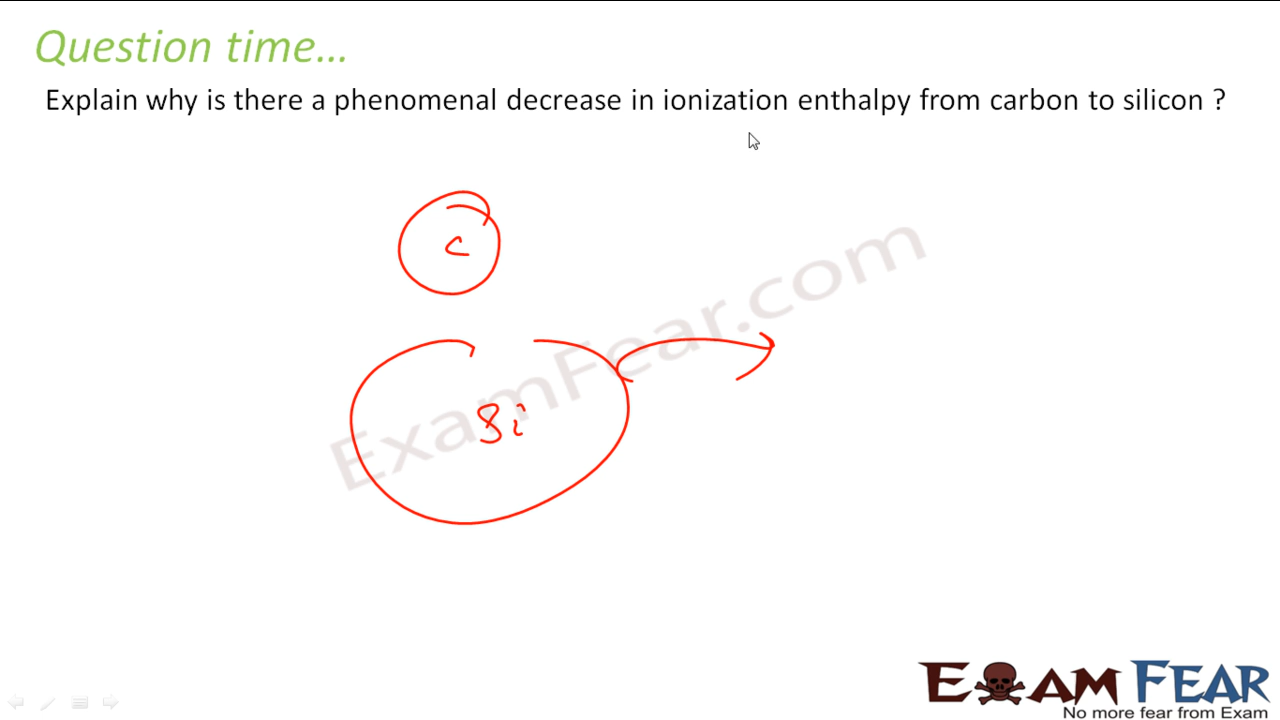 Question time...
Explain why is there a phenomenal decrease in ionization enthalpy from carbon to silicon ?
C
ExamFear.com
Si
EXAM FEAR
No more fear from Exam